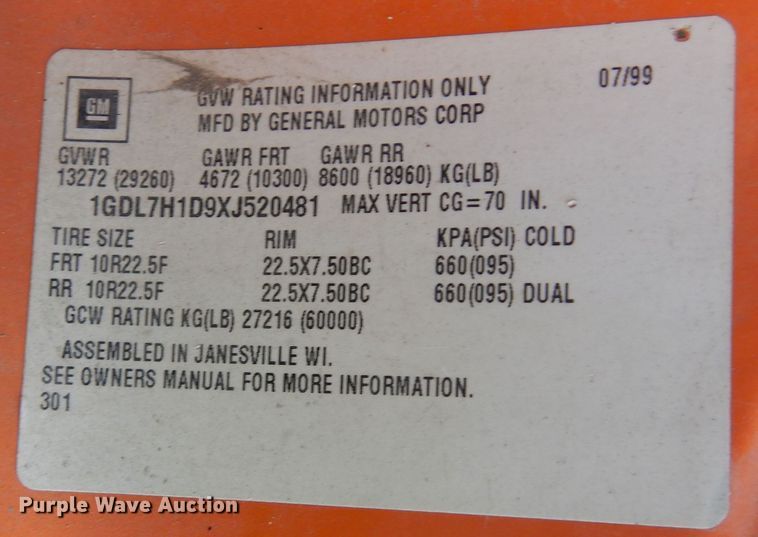 GM
GVW RATING INFORMATION ONLY 07/99
MFD BY GENERAL MOTORS CORP
GVWR GAWR FRT GAWR RR
13272 (29260) 4672 (10300) 8600 (18960) KG(LB)
1GDL7H1D9XJ520481 MAX VERT CG=70 IN.
TIRE SIZE RIM KPA(PSI) COLD
FRT 10R22.5F 22.5X7.50BC 660(095)
RR 10R22.5F 22.5X7.50BC 660(095) DUAL
GCW RATING KG(LB) 27216 (60000)
ASSEMBLED IN JANESVILLE WI.
SEE OWNERS MANUAL FOR MORE INFORMATION.
301
Purple Wave Auction